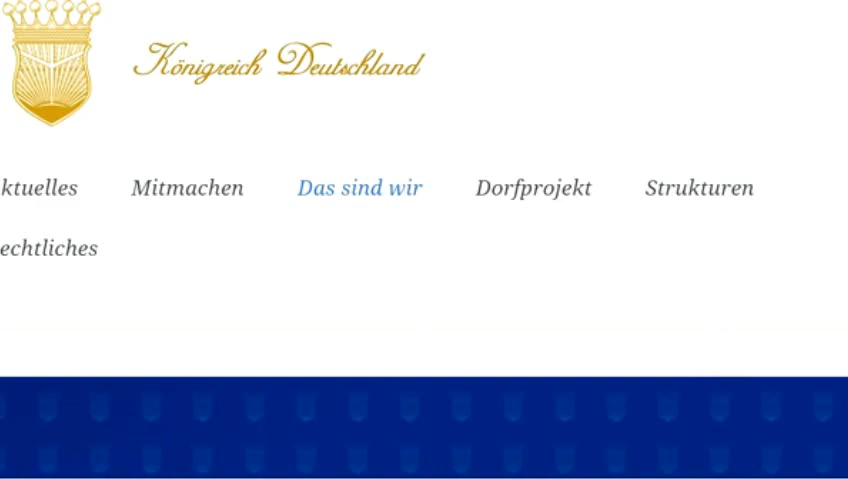 Königreich Deutschland
ktuelles Mitmachen Das sind wir Dorfprojekt Strukturen
echtliches